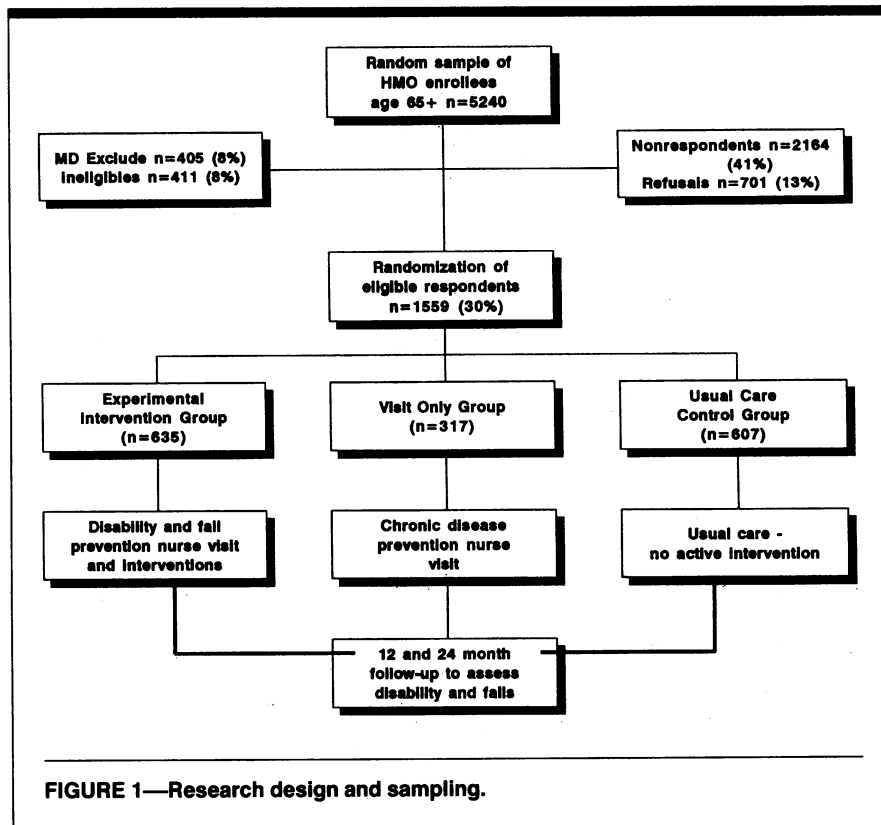 Random sample of
HMO enrollees
age 65+ n=5240
MD Exclude n=405 (8%)
Ineligibles n=411 (8%)
Nonrespondents n=2164
(41%)
Refusals n=701 (13%)
Randomization of
eligible respondents
n=1559 (30%)
Experimental
Intervention Group
(n=635)
Visit Only Group
(n=317)
Usual Care
Control Group
(n=607)
Disability and fall
prevention nurse visit
and interventions
Chronic disease
prevention nurse
visit
Usual care -
no active intervention
12 and 24 month
follow-up to assess
disability and falls
FIGURE 1—Research design and sampling.